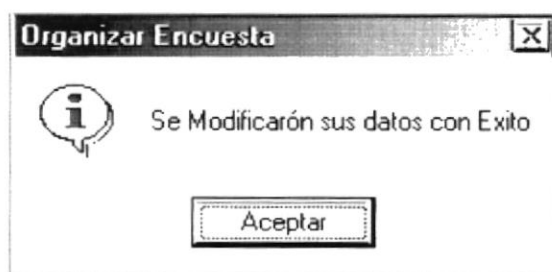 Organizar Encuesta
Se Modificarón sus datos con Exito
Aceptar